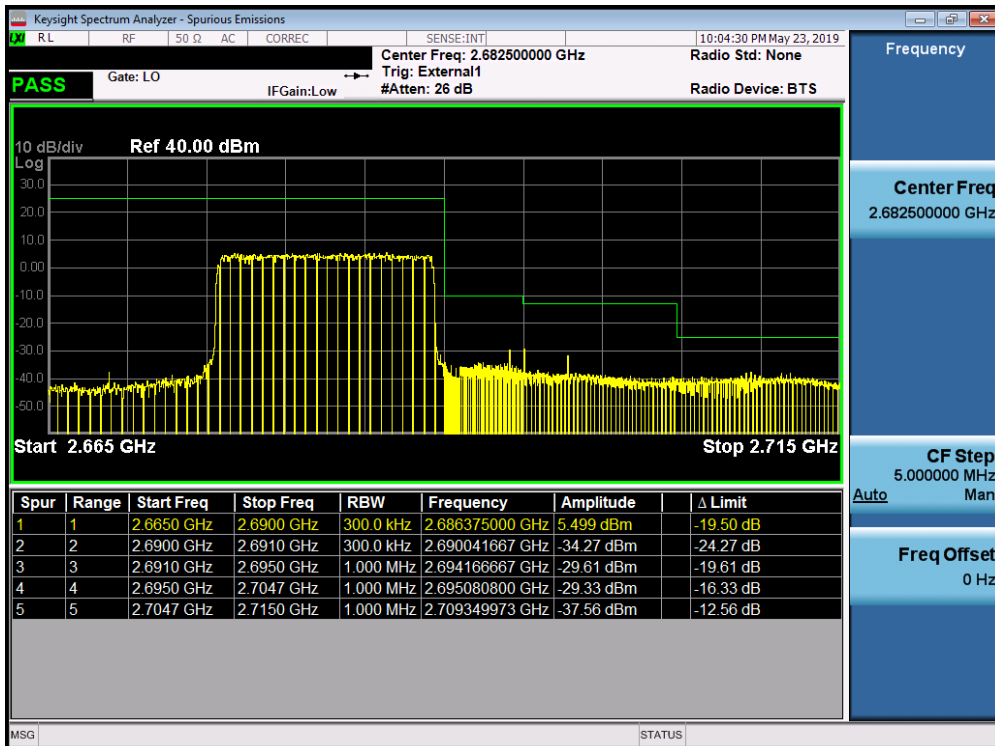 Keysight Spectrum Analyzer - Spurious Emissions
LXI RL RF 50 Ω AC CORREC SENSE:INT 10:04:30 PM May 23, 2019
Center Freq: 2.682500000 GHz Radio Std: None
PASS Gate: LO Trig: External1
IFGain:Low #Atten: 26 dB Radio Device: BTS
10 dB/div Ref 40.00 dBm
Log
30.0
20.0
10.0
0.00
-10.0
-20.0
-30.0
-40.0
-50.0
Start 2.665 GHz Stop 2.715 GHz
Spur Range Start Freq Stop Freq RBW Frequency Amplitude Δ Limit
1 1 2.6650 GHz 2.6900 GHz 300.0 kHz 2.686375000 GHz 5.499 dBm -19.50 dB
2 2 2.6900 GHz 2.6910 GHz 300.0 kHz 2.690041667 GHz -34.27 dBm -24.27 dB
3 3 2.6910 GHz 2.6950 GHz 1.000 MHz 2.694166667 GHz -29.61 dBm -19.61 dB
4 4 2.6950 GHz 2.7047 GHz 1.000 MHz 2.695080800 GHz -29.33 dBm -16.33 dB
5 5 2.7047 GHz 2.7150 GHz 1.000 MHz 2.709349973 GHz -37.56 dBm -12.56 dB
MSG STATUS
Frequency
Center Freq
2.682500000 GHz
CF Step
5.000000 MHz
Auto Man
Freq Offset
0 Hz